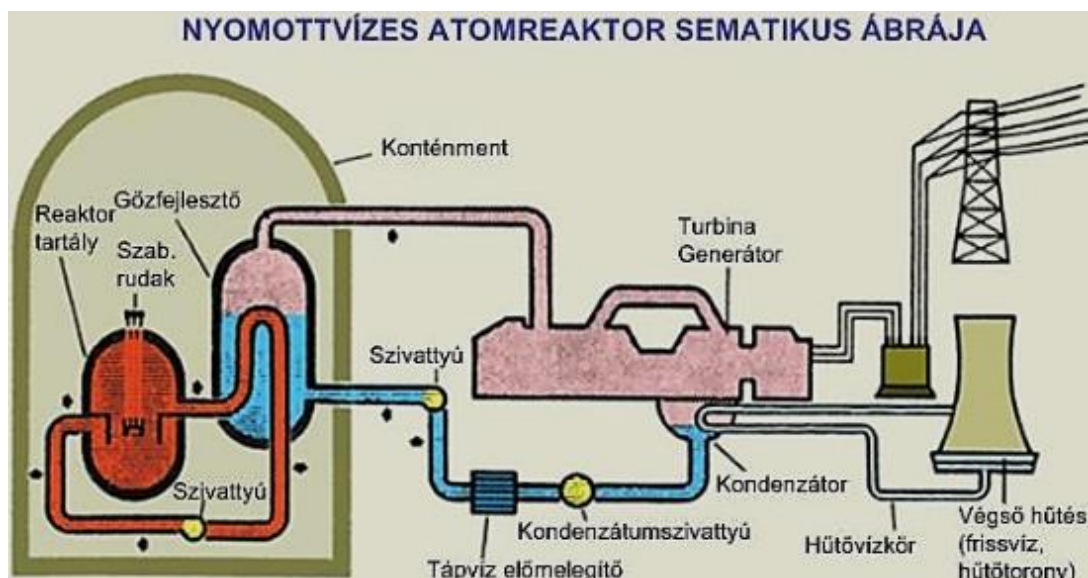 NYOMOTTVÍZES ATOMREAKTOR SEMATIKUS ÁBRÁJA
Konténment
Gőzfejlesztő
Reaktor
tartály
Szab.
rudak
Turbina
Generátor
Szivattyú
Szivattyú
Kondenzátor
Kondenzátumszivattyú
Tápvíz előmelegítő
Hűtővízkör
Végső hűtés
(frissvíz,
hűtőtorony)